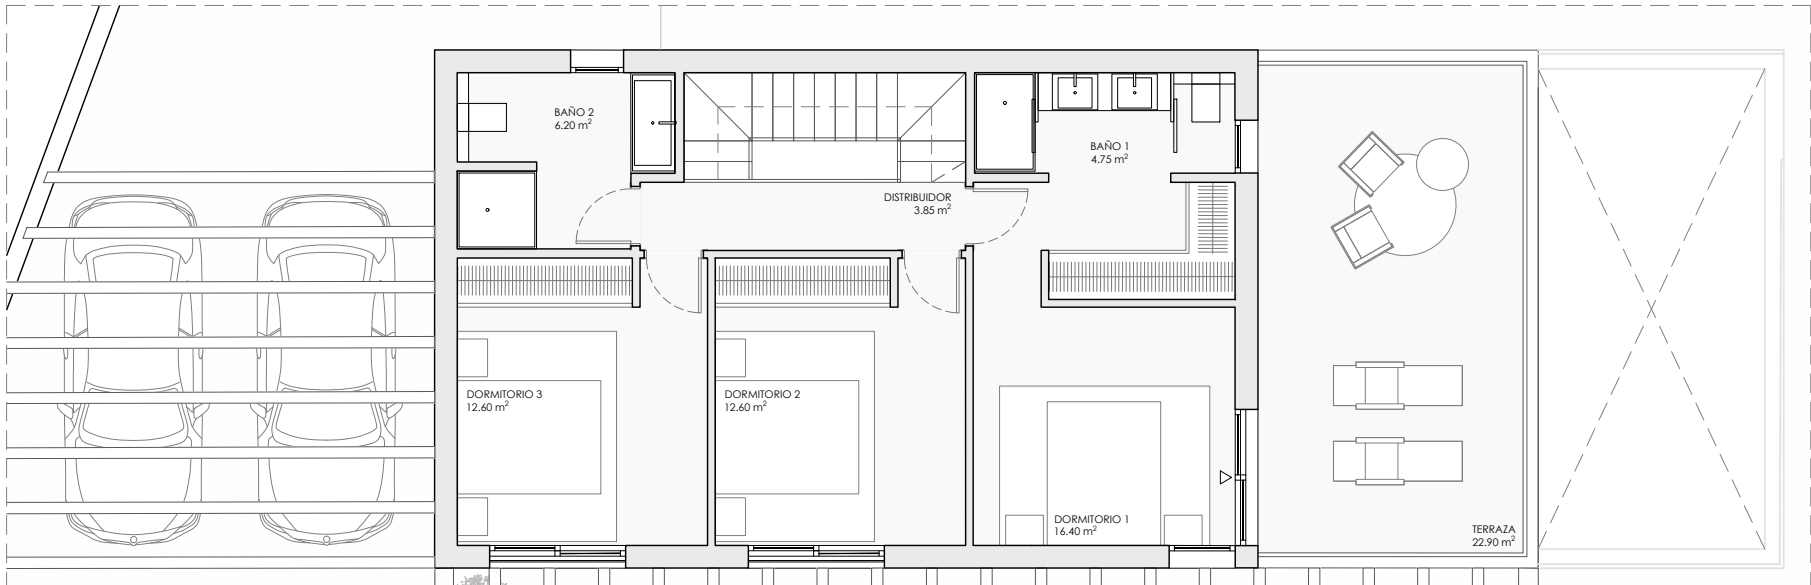 BAÑO 2
6.20 m²
BAÑO 1
4.75 m²
DISTRIBUIDOR
3.85 m²
DORMITORIO 3
12.60 m²
DORMITORIO 2
12.60 m²
DORMITORIO 1
16.40 m²
TERRAZA
22.90 m²